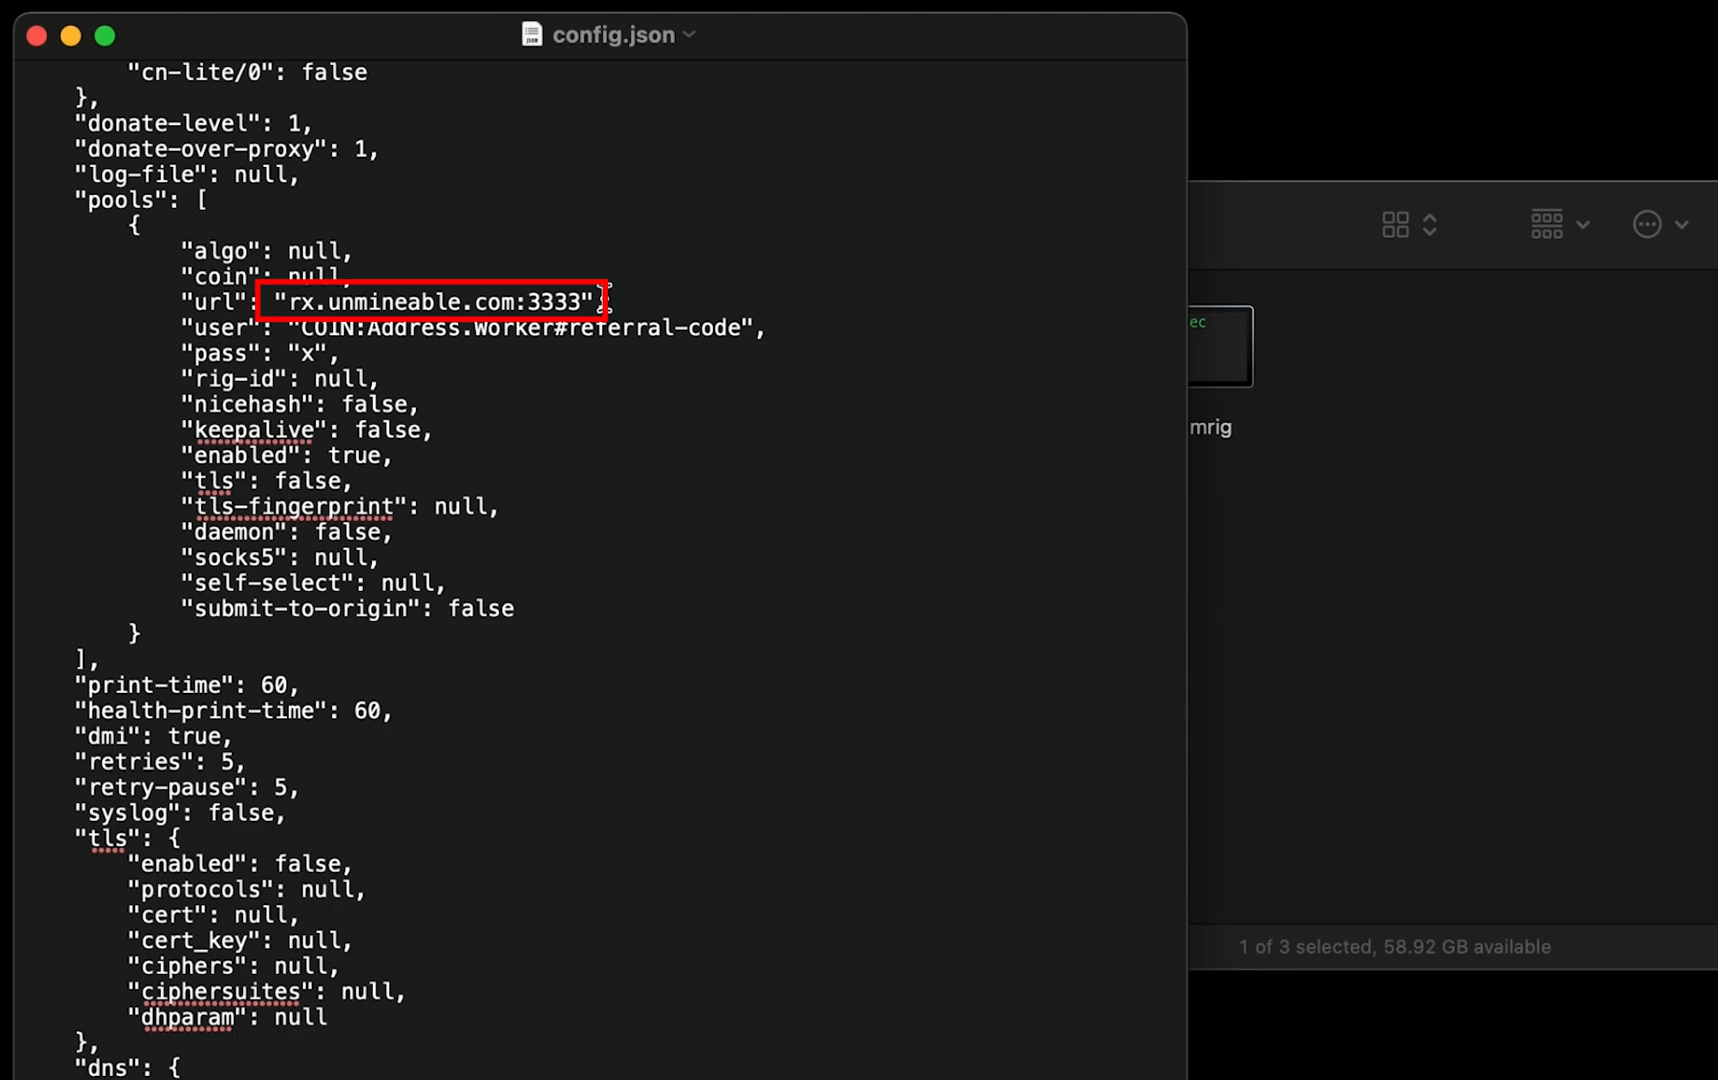 config.json
"cn-lite/0": false
},
"donate-level": 1,
"donate-over-proxy": 1,
"log-file": null,
"pools": [
{
"algo": null,
"coin": null,
"url": "rx.unmineable.com:3333",
"user": "COIN:Address.Worker#referral-code",
"pass": "x",
"rig-id": null,
"nicehash": false,
"keepalive": false,
"enabled": true,
"tls": false,
"tls-fingerprint": null,
"daemon": false,
"socks5": null,
"self-select": null,
"submit-to-origin": false
}
],
"print-time": 60,
"health-print-time": 60,
"dmi": true,
"retries": 5,
"retry-pause": 5,
"syslog": false,
"tls": {
"enabled": false,
"protocols": null,
"cert": null,
"cert_key": null,
"ciphers": null,
"ciphersuites": null,
"dhparam": null
},
"dns": {
ec
mrig
1 of 3 selected, 58.92 GB available